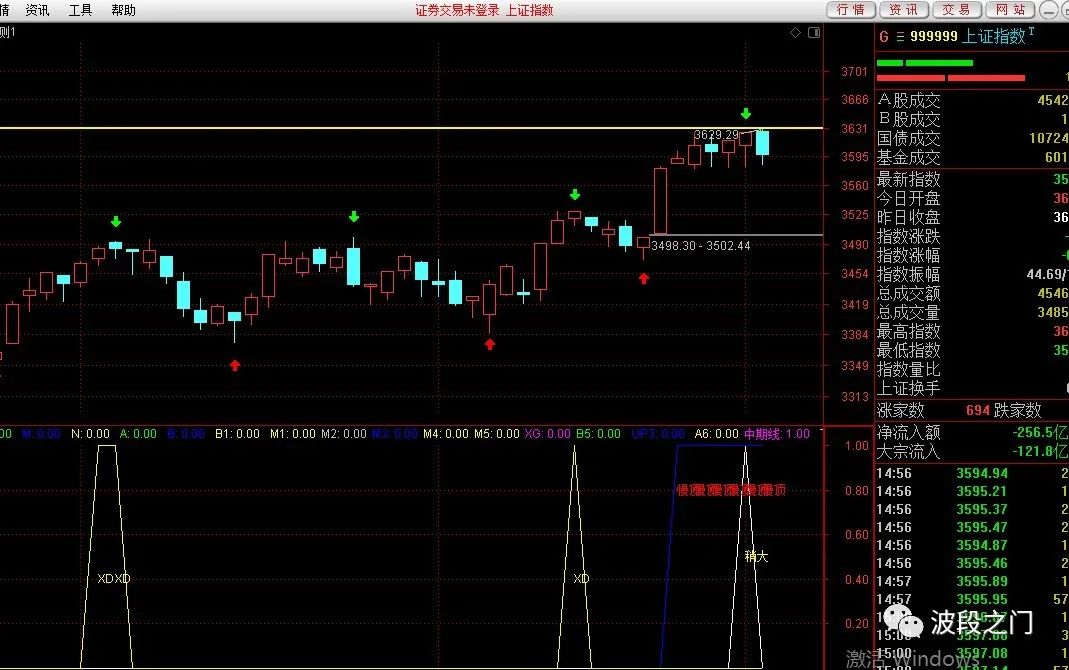 情 资讯 工具 帮助 证券交易未登录 上证指数 行情 资讯 交易 网站
测1
G 999999 上证指数 T
3701
3666
3631
3595
3560
3525
3490
3454
3419
3384
3349
3313
3629.29
3498.30 - 3502.44
A股成交 4542
B股成交 1
国债成交 10724
基金成交 601
最新指数 35
今日开盘 36
昨日收盘 36
指数涨跌 -
指数涨幅
指数振幅 44.69/
总成交额 4546
总成交量 3485
最高指数 36
最低指数 35
指数量比
上证换手
涨家数 694 跌家数
净流入额 -256.5亿
大宗流入 -121.8亿
00 M: 0.00 N: 0.00 A: 0.00 B: 0.00 B1: 0.00 M1: 0.00 M2: 0.00 M3: 0.00 M4: 0.00 M5: 0.00 XG: 0.00 B5: 0.00 UP3: 0.00 A6: 0.00 中期线: 1.00
1.00
0.80
0.60
0.40
0.20
XDXD
XD
稍大
14:56 3594.94 2
14:56 3595.21 1
14:56 3595.37 2
14:56 3595.47 2
14:56 3594.87 1
14:56 3595.46 2
14:57 3595.89 1
14:57 3595.95 57
15:00 3597.08 1
波段之门
激活 Windows